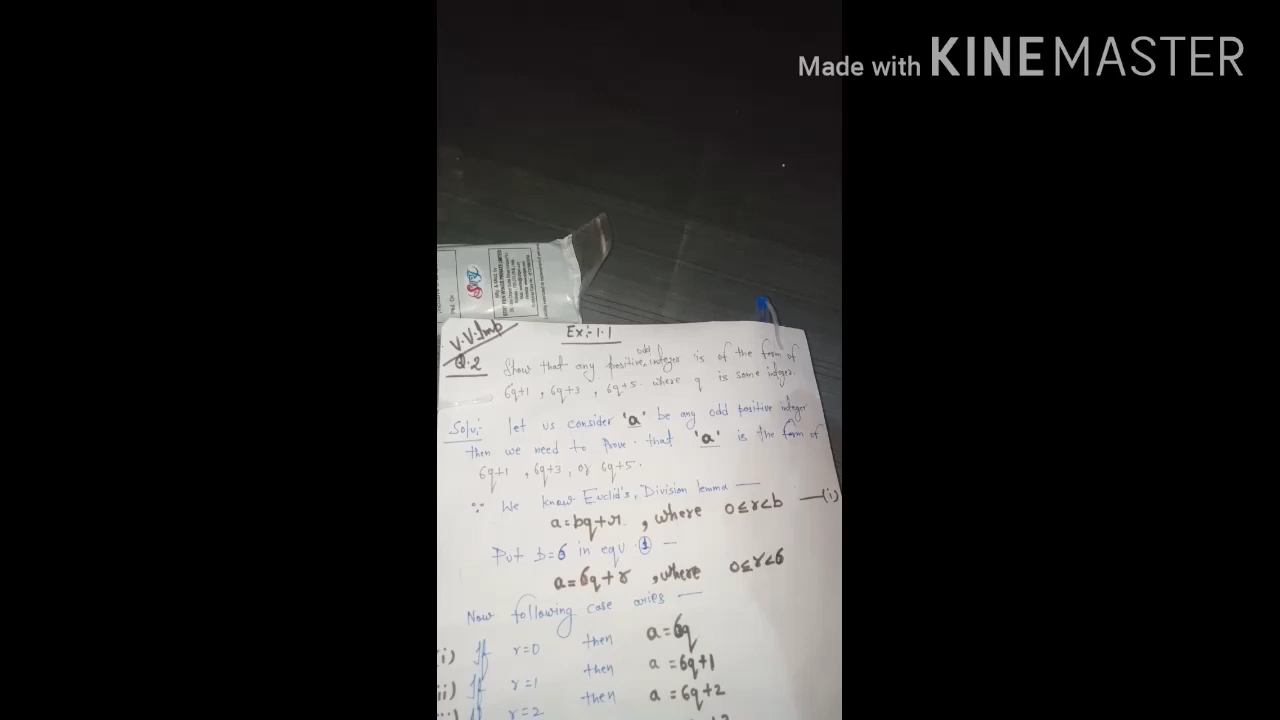 Made with KINEMASTER
V.V.Imp
Ex:- 1.1
Q.2 Show that any positive odd integer is of the form of
6q+1 , 6q+3 , 6q+5. where q is some integer.
Solu:- let us consider 'a' be any odd positive integer
then we need to Prove that 'a' is the form of
6q+1 , 6q+3, or 6q+5.
∵ We know Euclid's, Division lemma —
a=bq+r. , where 0≤r<b —(i)
Put b=6 in equ. ① —
a=6q+r , where 0≤r<6
Now following case aries —
i) If r=0 then a=6q
ii) If r=1 then a=6q+1
If r=2 then a=6q+2